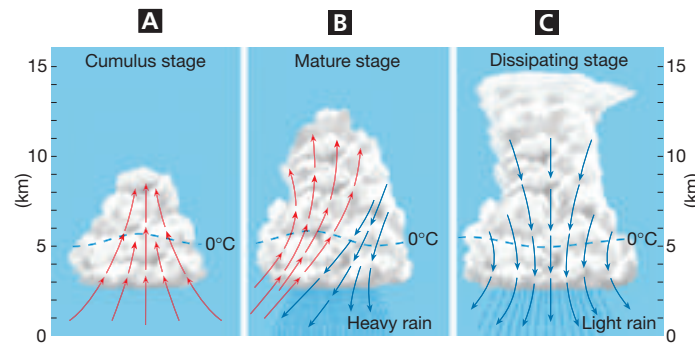 A
B
C
Cumulus stage
Mature stage
Dissipating stage
15
10
5
0
(km)
0°C
0°C
0°C
Heavy rain
Light rain
15
10
5
0
(km)